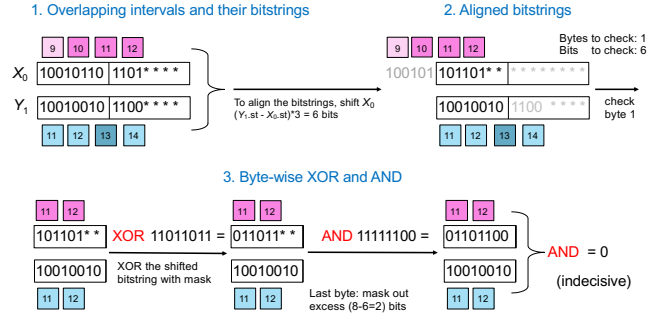 1. Overlapping intervals and their bitstrings
9 10 11 12
X0 10010110 1101* * * *
Y1 10010010 1100* * * *
11 12 13 14
To align the bitstrings, shift X0
(Y1.st - X0.st)*3 = 6 bits
2. Aligned bitstrings
Bytes to check: 1
Bits to check: 6
9 10 11 12
100101 101101* * * * * * * * * *
10010010 1100 * * * *
11 12 13 14
check
byte 1
3. Byte-wise XOR and AND
11 12
101101* * XOR 11011011 =
10010010
11 12
XOR the shifted
bitstring with mask
11 12
011011* * AND 11111100 =
10010010
11 12
Last byte: mask out
excess (8-6=2) bits
11 12
01101100
10010010
11 12
AND = 0
(indecisive)